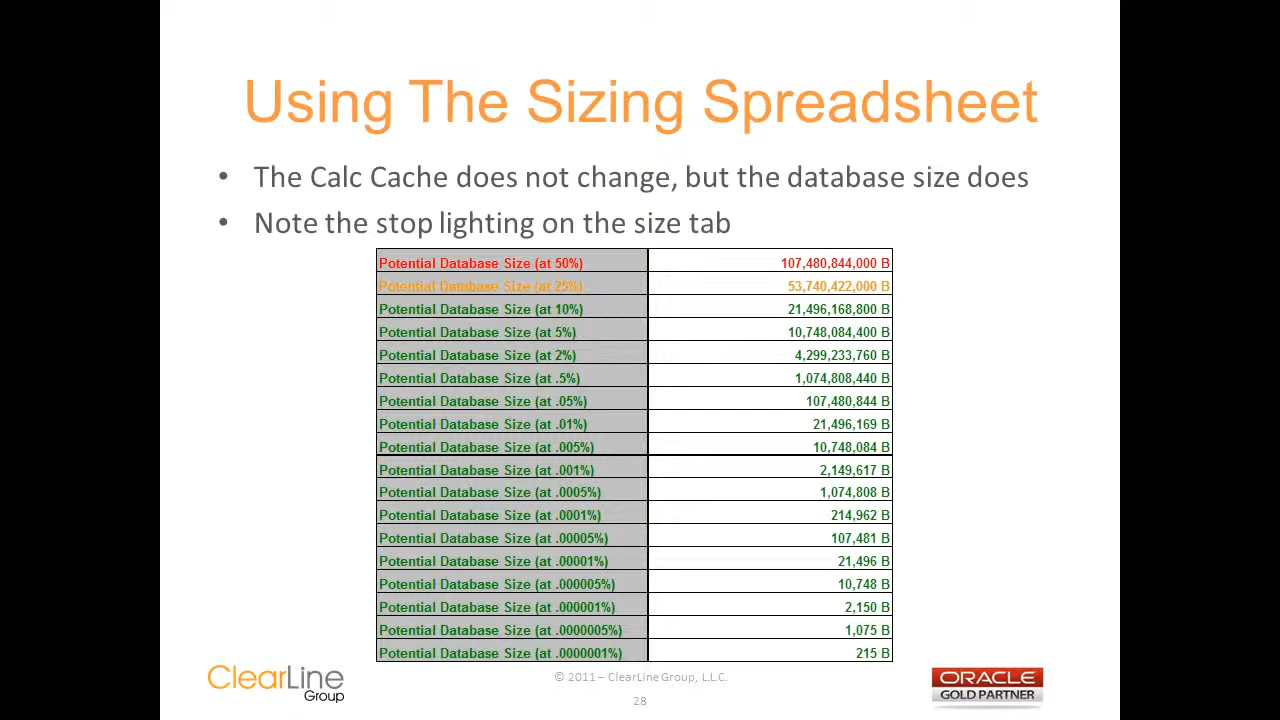 Using The Sizing Spreadsheet
• The Calc Cache does not change, but the database size does
• Note the stop lighting on the size tab
Potential Database Size (at 50%) 107,480,844,000 B
Potential Database Size (at 25%) 53,740,422,000 B
Potential Database Size (at 10%) 21,496,168,800 B
Potential Database Size (at 5%) 10,748,084,400 B
Potential Database Size (at 2%) 4,299,233,760 B
Potential Database Size (at .5%) 1,074,808,440 B
Potential Database Size (at .05%) 107,480,844 B
Potential Database Size (at .01%) 21,496,169 B
Potential Database Size (at .005%) 10,748,084 B
Potential Database Size (at .001%) 2,149,617 B
Potential Database Size (at .0005%) 1,074,808 B
Potential Database Size (at .0001%) 214,962 B
Potential Database Size (at .00005%) 107,481 B
Potential Database Size (at .00001%) 21,496 B
Potential Database Size (at .000005%) 10,748 B
Potential Database Size (at .000001%) 2,150 B
Potential Database Size (at .0000005%) 1,075 B
Potential Database Size (at .0000001%) 215 B
ClearLine
Group
© 2011 – ClearLine Group, L.L.C.
28
ORACLE
GOLD PARTNER